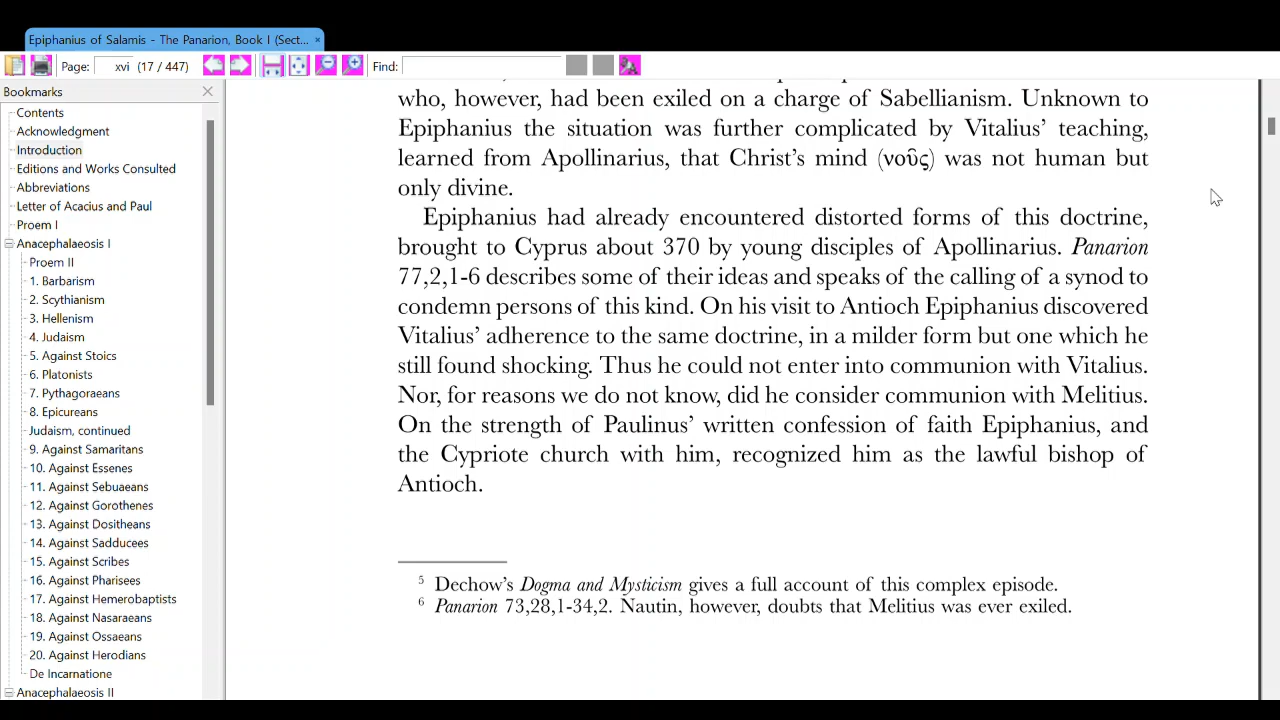 Epiphanius of Salamis - The Panarion, Book I (Sect... ×
Page: xvi (17 / 447) Find:
Bookmarks
Contents
Acknowledgment
Introduction
Editions and Works Consulted
Abbreviations
Letter of Acacius and Paul
Proem I
Anacephalaeosis I
Proem II
1. Barbarism
2. Scythianism
3. Hellenism
4. Judaism
5. Against Stoics
6. Platonists
7. Pythagoraeans
8. Epicureans
Judaism, continued
9. Against Samaritans
10. Against Essenes
11. Against Sebuaeans
12. Against Gorothenes
13. Against Dositheans
14. Against Sadducees
15. Against Scribes
16. Against Pharisees
17. Against Hemerobaptists
18. Against Nasaraeans
19. Against Ossaeans
20. Against Herodians
De Incarnatione
Anacephalaeosis II
who, however, had been exiled on a charge of Sabellianism. Unknown to
Epiphanius the situation was further complicated by Vitalius’ teaching,
learned from Apollinarius, that Christ’s mind (νοῦς) was not human but
only divine.
Epiphanius had already encountered distorted forms of this doctrine,
brought to Cyprus about 370 by young disciples of Apollinarius. Panarion
77,2,1-6 describes some of their ideas and speaks of the calling of a synod to
condemn persons of this kind. On his visit to Antioch Epiphanius discovered
Vitalius’ adherence to the same doctrine, in a milder form but one which he
still found shocking. Thus he could not enter into communion with Vitalius.
Nor, for reasons we do not know, did he consider communion with Melitius.
On the strength of Paulinus’ written confession of faith Epiphanius, and
the Cypriote church with him, recognized him as the lawful bishop of
Antioch.
5 Dechow’s Dogma and Mysticism gives a full account of this complex episode.
6 Panarion 73,28,1-34,2. Nautin, however, doubts that Melitius was ever exiled.